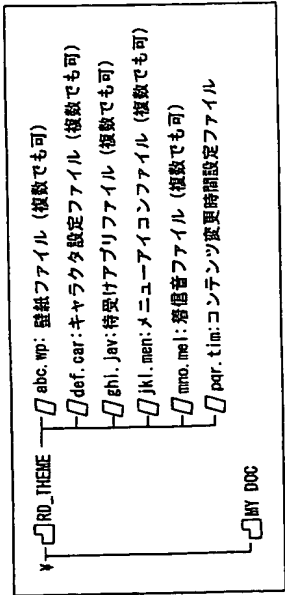 ¥
RD_THEME
abc.wp: 壁紙ファイル (複数でも可)
def.car:キャラクタ設定ファイル (複数でも可)
ghi.jav:待受けアプリファイル (複数でも可)
jkl.men:メニューアイコンファイル (複数でも可)
mno.mel:着信音ファイル (複数でも可)
pqr.tim:コンテンツ変更時間設定ファイル
MY DOC